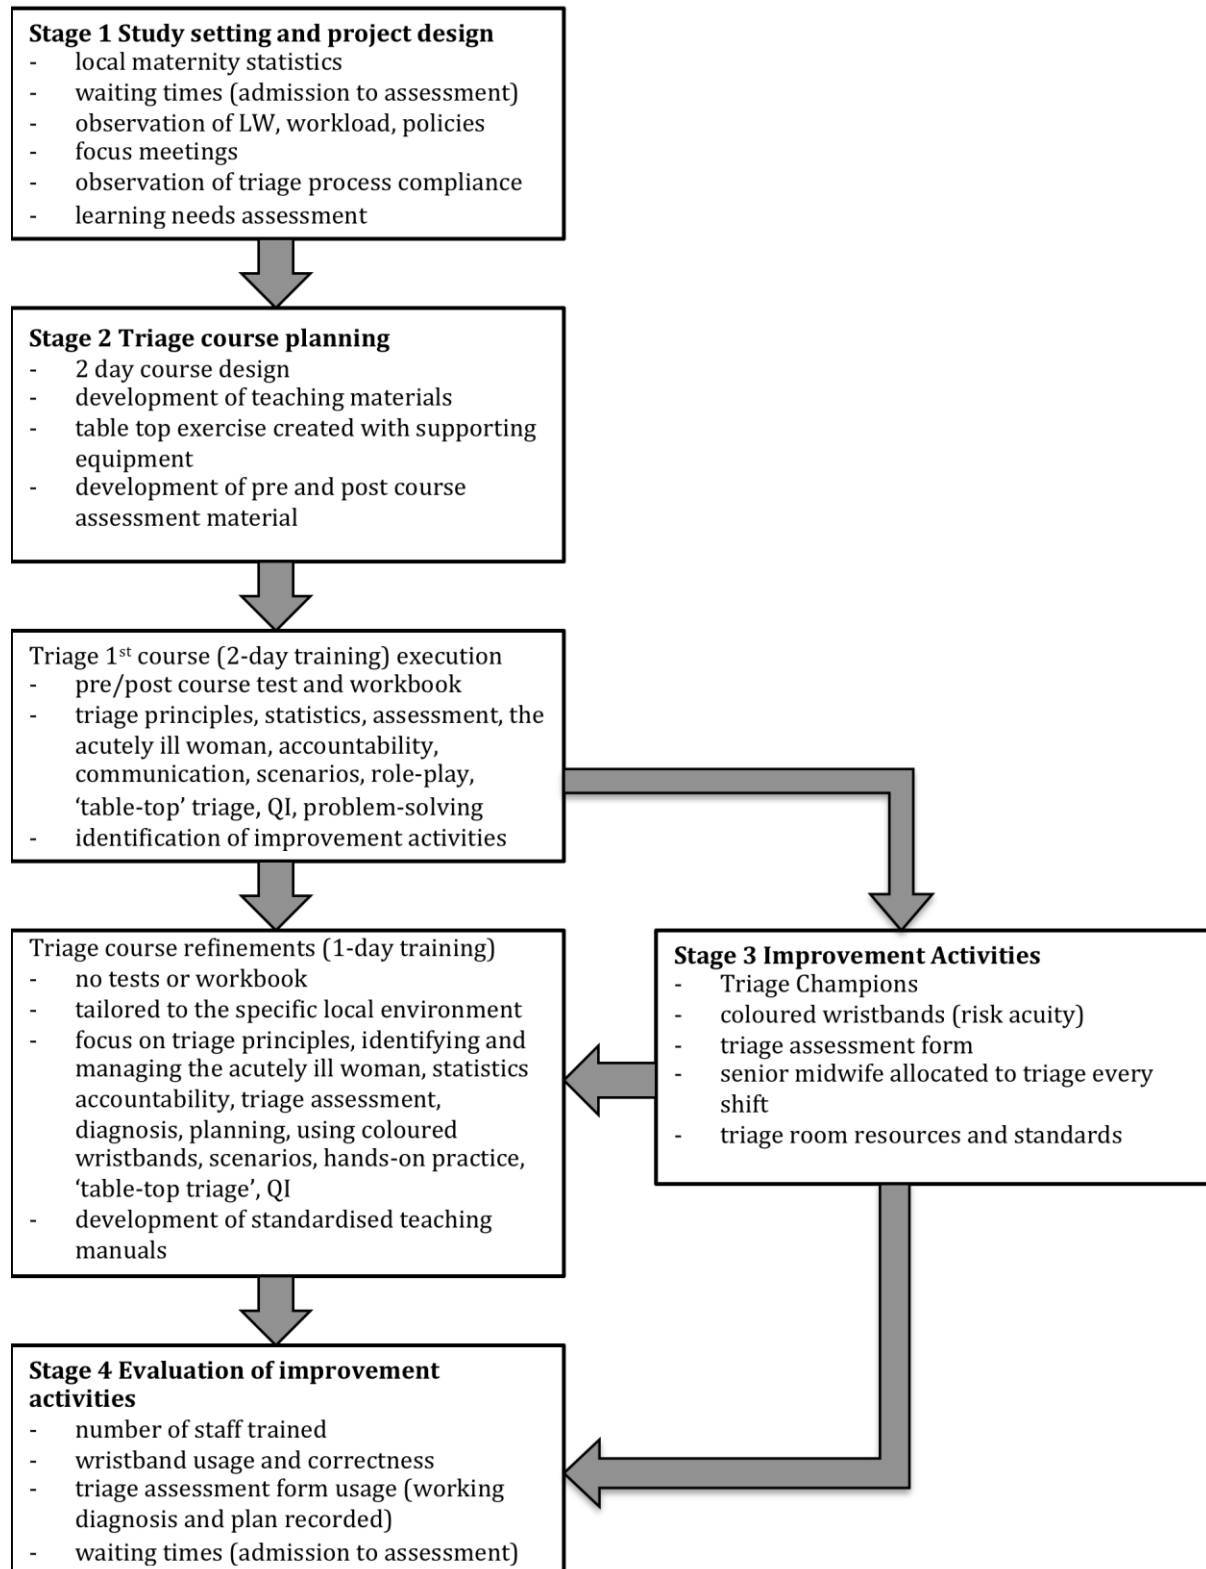 Stage 1 Study setting and project design
- local maternity statistics
- waiting times (admission to assessment)
- observation of LW, workload, policies
- focus meetings
- observation of triage process compliance
- learning needs assessment
Stage 2 Triage course planning
- 2 day course design
- development of teaching materials
- table top exercise created with supporting
equipment
- development of pre and post course
assessment material
Triage 1st course (2-day training) execution
- pre/post course test and workbook
- triage principles, statistics, assessment, the
acutely ill woman, accountability,
communication, scenarios, role-play,
‘table-top’ triage, QI, problem-solving
- identification of improvement activities
Triage course refinements (1-day training)
- no tests or workbook
- tailored to the specific local environment
- focus on triage principles, identifying and
managing the acutely ill woman, statistics
accountability, triage assessment,
diagnosis, planning, using coloured
wristbands, scenarios, hands-on practice,
‘table-top triage’, QI
- development of standardised teaching
manuals
Stage 3 Improvement Activities
- Triage Champions
- coloured wristbands (risk acuity)
- triage assessment form
- senior midwife allocated to triage every
shift
- triage room resources and standards
Stage 4 Evaluation of improvement
activities
- number of staff trained
- wristband usage and correctness
- triage assessment form usage (working
diagnosis and plan recorded)
- waiting times (admission to assessment)